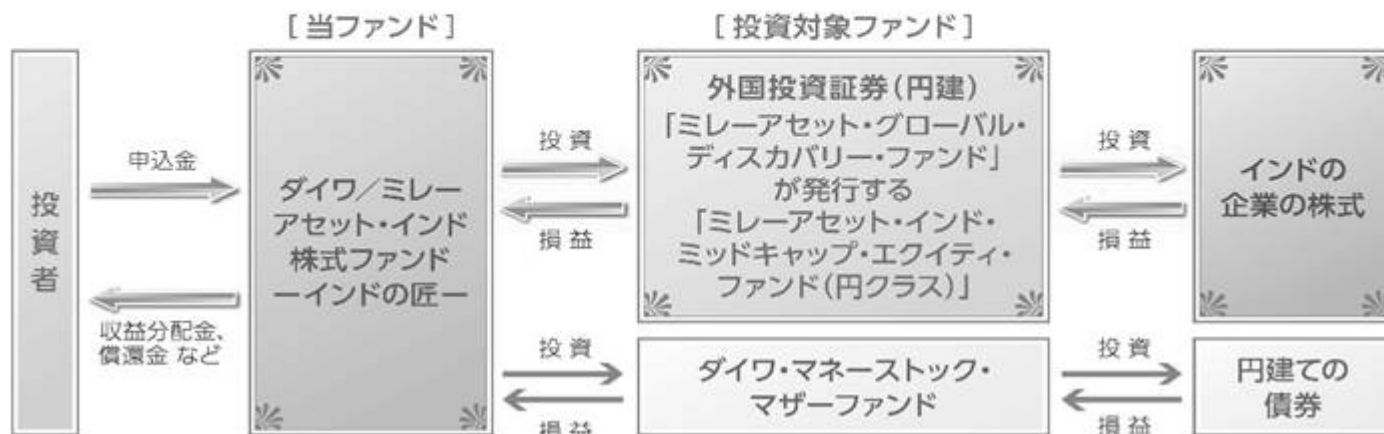 [ 当ファンド ]
[ 投資対象ファンド ]
投資者
申込金
収益分配金、
償還金 など
ダイワ／ミレー
アセット・インド
株式ファンド
－インドの匠－
投 資
損 益
外国投資証券（円建）
「ミレーアセット・グローバル・
ディスカバリー・ファンド」
が発行する
「ミレーアセット・インド・
ミッドキャップ・エクイティ・
ファンド（円クラス）」
投 資
損 益
インドの
企業の株式
投 資
損 益
ダイワ・マネーストック・
マザーファンド
投 資
損 益
円建ての
債券